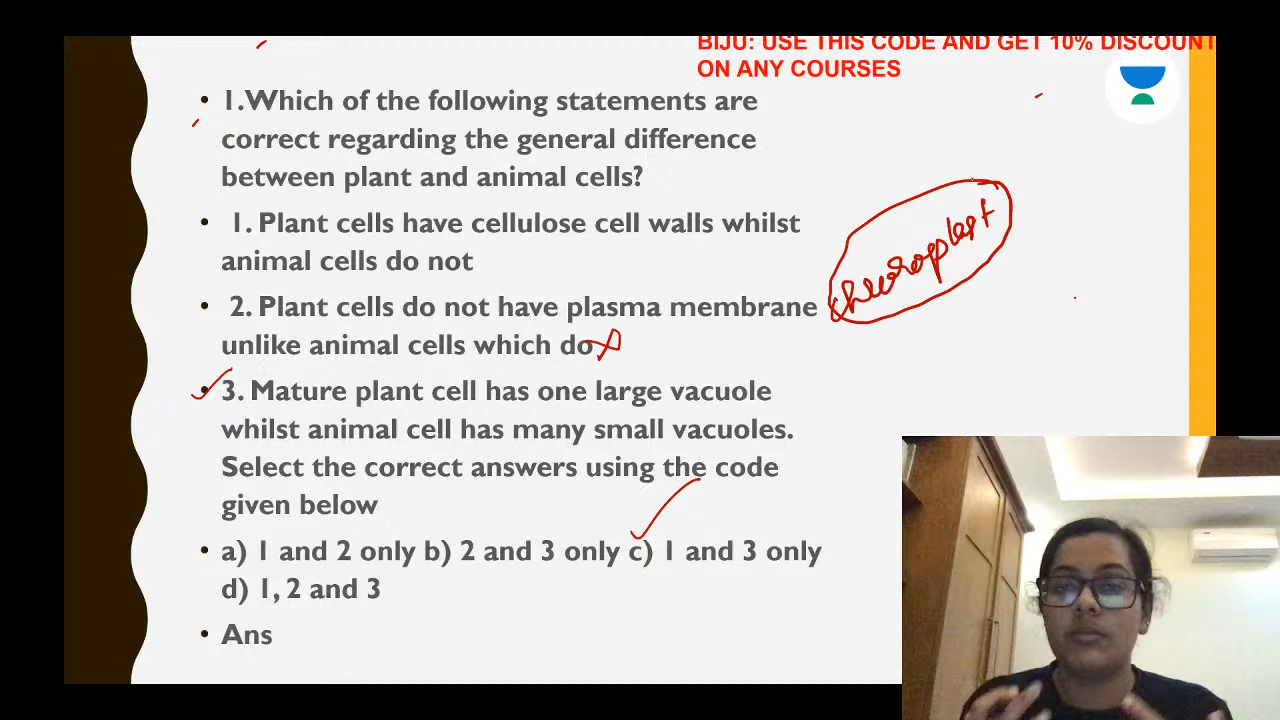 BIJU: USE THIS CODE AND GET 10% DISCOUNT
ON ANY COURSES
• 1.Which of the following statements are
correct regarding the general difference
between plant and animal cells?
• 1. Plant cells have cellulose cell walls whilst
animal cells do not
• 2. Plant cells do not have plasma membrane
unlike animal cells which do
• 3. Mature plant cell has one large vacuole
whilst animal cell has many small vacuoles.
Select the correct answers using the code
given below
• a) 1 and 2 only b) 2 and 3 only c) 1 and 3 only
d) 1, 2 and 3
• Ans